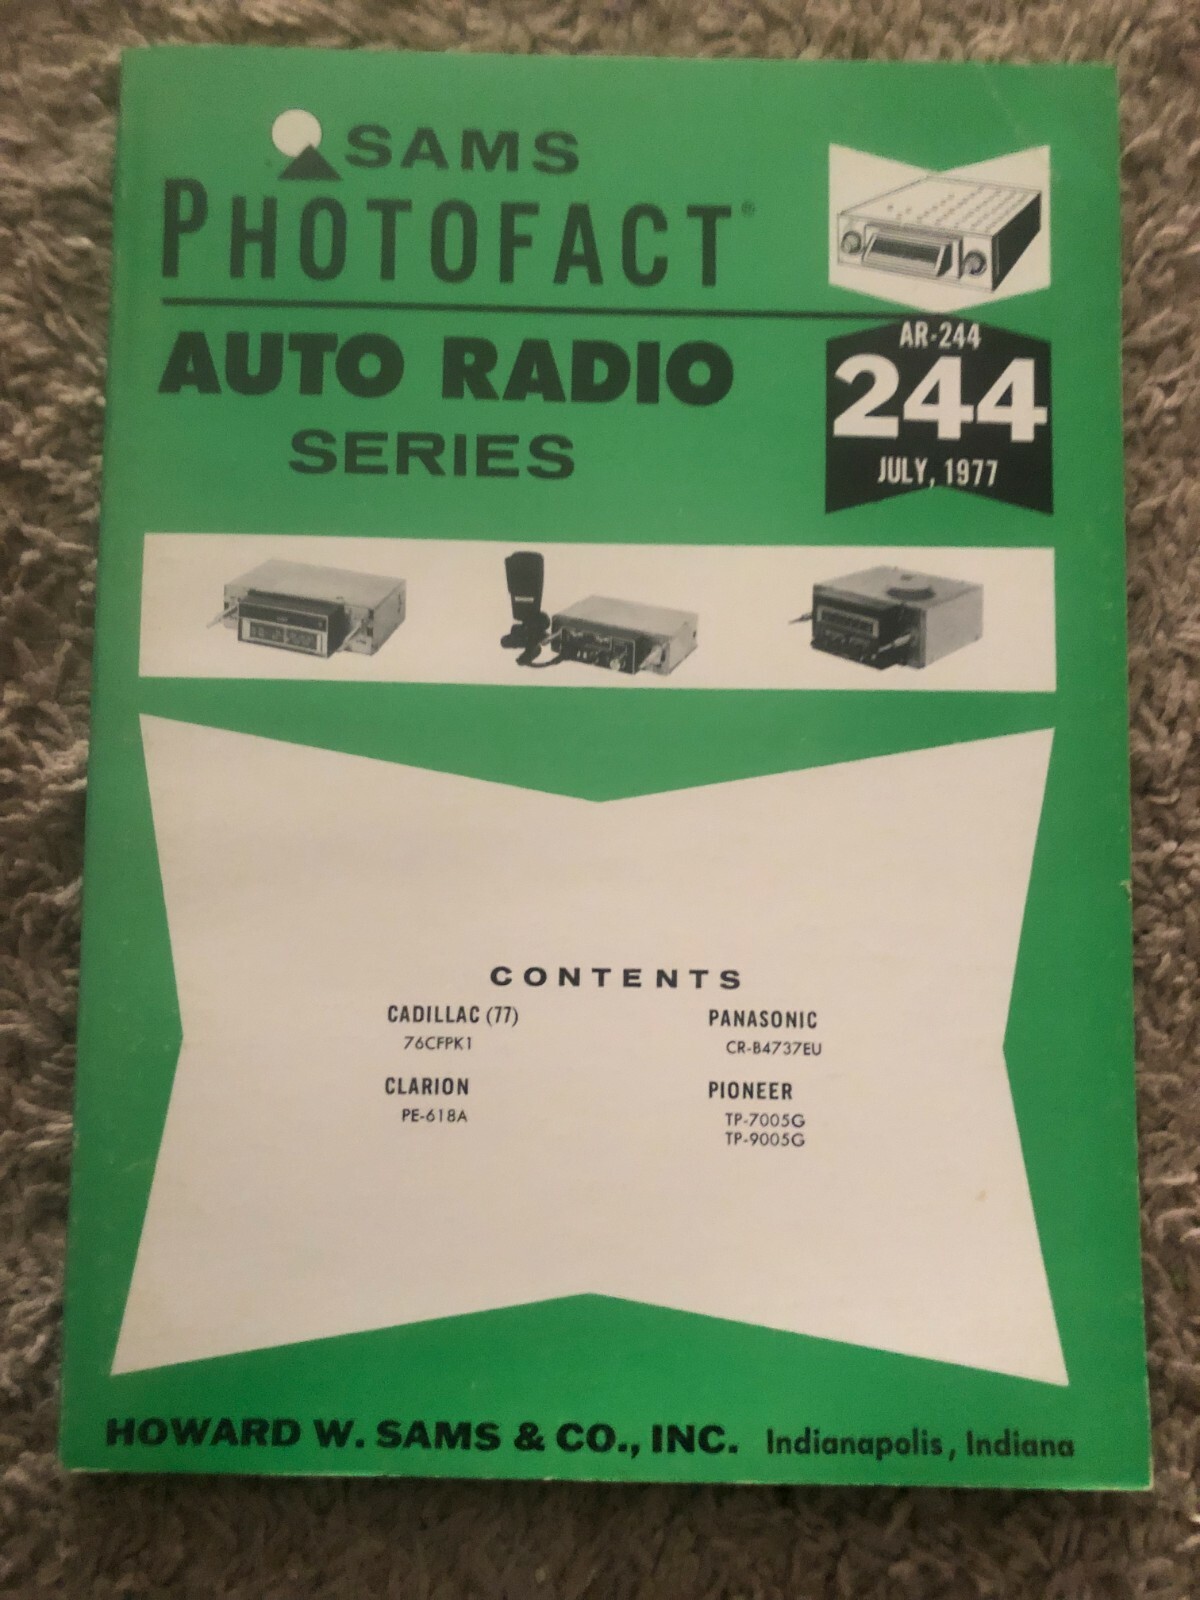 SAMS
PHOTOFACT®
AUTO RADIO
SERIES
AR-244
244
JULY, 1977
CONTENTS
CADILLAC (77)
76CFPK1
CLARION
PE-618A
PANASONIC
CR-B4737EU
PIONEER
TP-7005G
TP-9005G
HOWARD W. SAMS & CO., INC. Indianapolis, Indiana